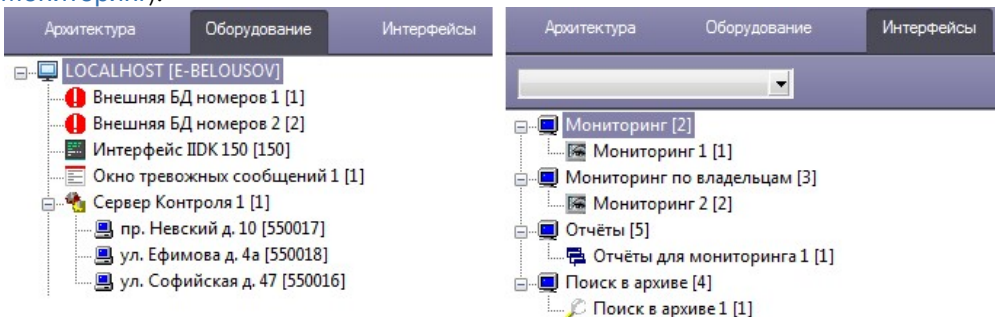 мониторинг).
Архитектура Оборудование Интерфейсы
LOCALHOST [E-BELOUSOV]
Внешняя БД номеров 1 [1]
Внешняя БД номеров 2 [2]
Интерфейс IIDK 150 [150]
Окно тревожных сообщений 1 [1]
Сервер Контроля 1 [1]
пр. Невский д. 10 [550017]
ул. Ефимова д. 4а [550018]
ул. Софийская д. 47 [550016]
Архитектура Оборудование Интерфейсы
Мониторинг [2]
Мониторинг 1 [1]
Мониторинг по владельцам [3]
Мониторинг 2 [2]
Отчёты [5]
Отчёты для мониторинга 1 [1]
Поиск в архиве [4]
Поиск в архиве 1 [1]